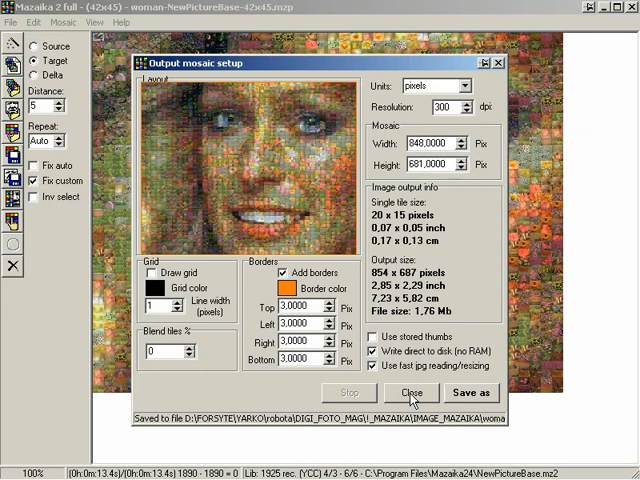 Mazaika 2 full - (42x45) - woman-NewPictureBase-42x45.mzp
File Edit Mosaic View Help
Source
Target
Delta
Distance:
5
Repeat:
Auto
Fix auto
Fix custom
Inv select
Output mosaic setup
Layout
Units: pixels
Resolution: 300 dpi:
Mosaic
Width: 848,0000 Pix
Height: 681,0000 Pix
Image output info
Single tile size:
20 x 15 pixels
0,07 x 0,05 inch
0,17 x 0,13 cm
Output size:
854 x 687 pixels
2,85 x 2,29 inch
7,23 x 5,82 cm
File size: 1,76 Mb
Grid
Draw grid
Grid color
1 Line width
(pixels)
Blend tiles %
0
Borders
Add borders
Border color
Top 3,0000 Pix
Left 3,0000 Pix
Right 3,0000 Pix
Bottom 3,0000 Pix
Use stored thumbs
Write direct to disk (no RAM)
Use fast jpg reading/resizing
Stop Close Save as
Saved to file D:\FORSYTE\YARKO\robota\DIGI_FOTO_MAG\!_MAZAIKA\IMAGE_MAZAIKA\woma
100% (0h:0m:13.4s)/(0h:0m:13.4s) 1890 - 1890 = 0 Lib: 1925 rec. (YCC) 4/3 - 6/6 - C:\Program Files\Mazaika24\NewPictureBase.mz2